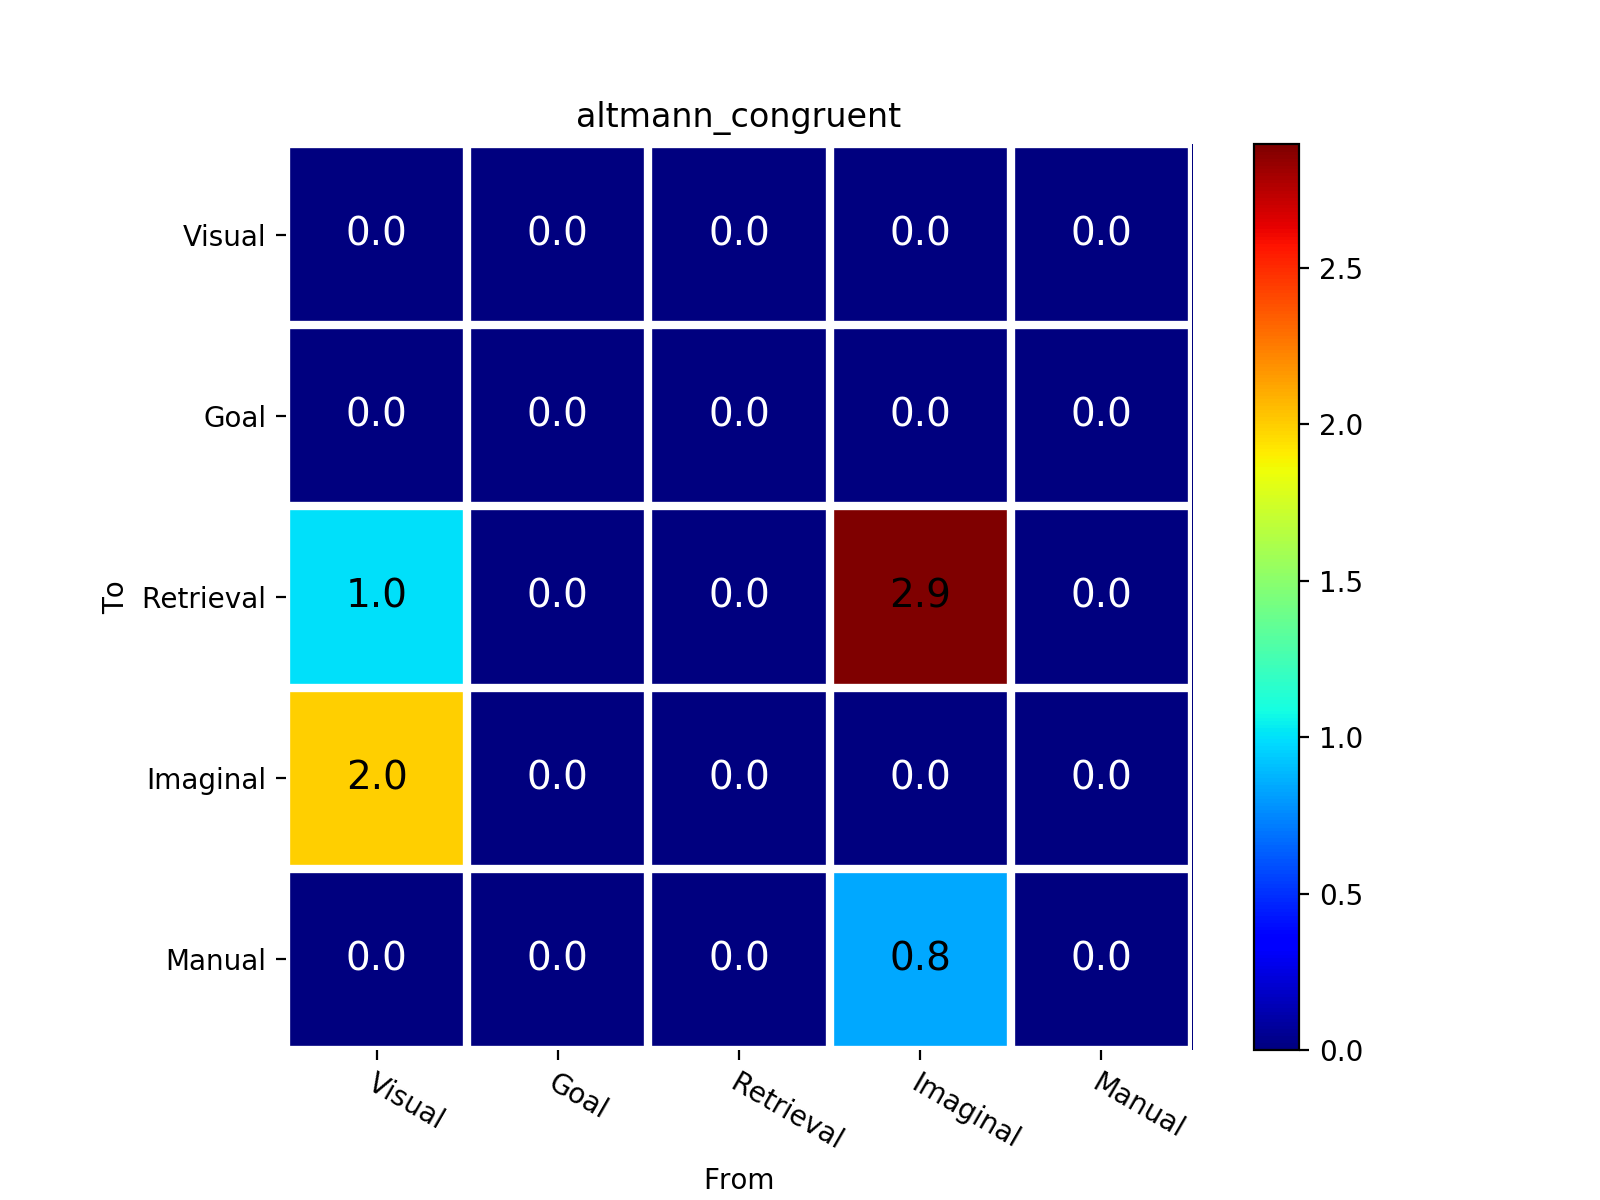 altmann_congruent
Visual 0.0 0.0 0.0 0.0 0.0
Goal 0.0 0.0 0.0 0.0 0.0
To
Retrieval 1.0 0.0 0.0 2.9 0.0
Imaginal 2.0 0.0 0.0 0.0 0.0
Manual 0.0 0.0 0.0 0.8 0.0
Visual Goal Retrieval Imaginal Manual
From
2.5
2.0
1.5
1.0
0.5
0.0